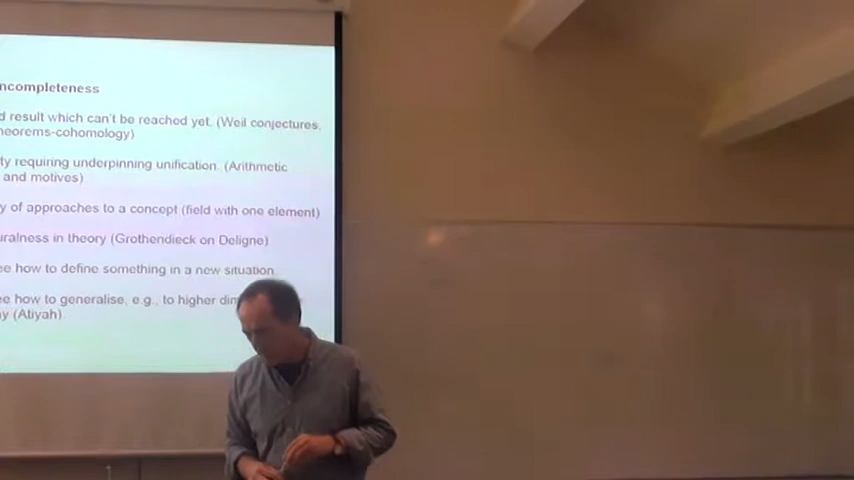 ncompleteness
d result which can't be reached yet. (Weil conjectures,
heorems-cohomology)
ty requiring underpinning unification. (Arithmetic
and motives)
y of approaches to a concept (field with one element)
uralness in theory (Grothendieck on Deligne)
ee how to define something in a new situation
ee how to generalise, e.g., to higher dim
y (Atiyah)